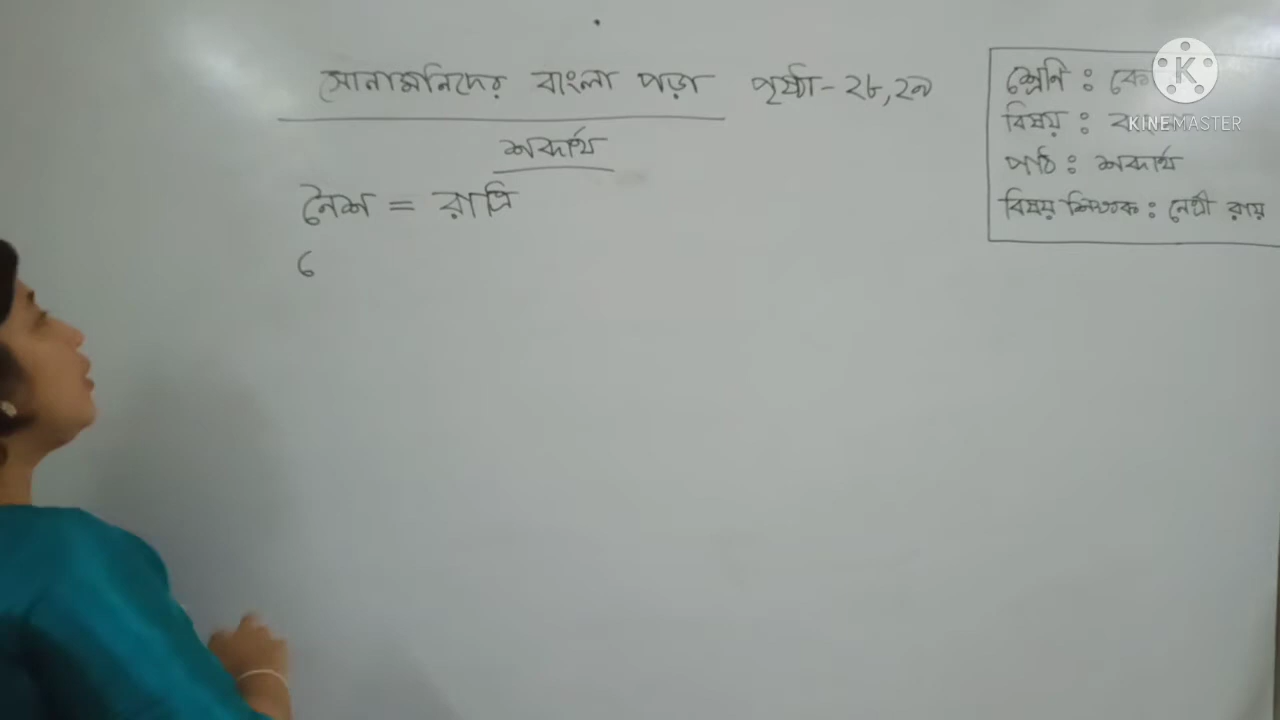 সোনামনিদের বাংলা পড়া পৃষ্ঠা-২৮,২৯
শব্দার্থ
নৈশ = রাত্রি
শ্রেনি : কে
বিষয় :
পাঠ : শব্দার্থ
বিষয় শিক্ষক : রায়
K
KINEMASTER